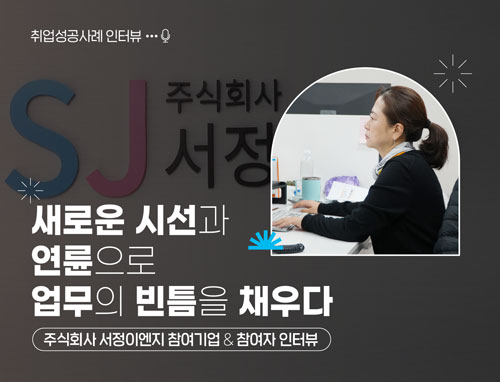 취업성공사례 인터뷰
SJ 주식회사
서정
새로운 시선과
연륜으로
업무의 빈틈을 채우다
주식회사 서정이엔지 참여기업 & 참여자 인터뷰